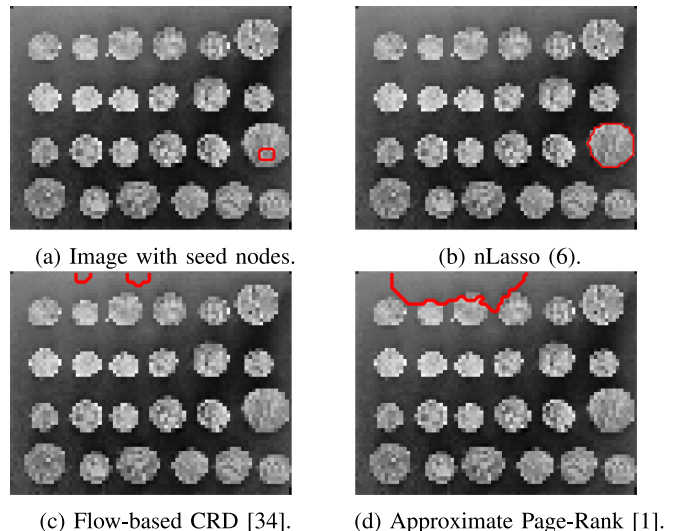 (a) Image with seed nodes.
(b) nLasso (6).
(c) Flow-based CRD [34].
(d) Approximate Page-Rank [1].